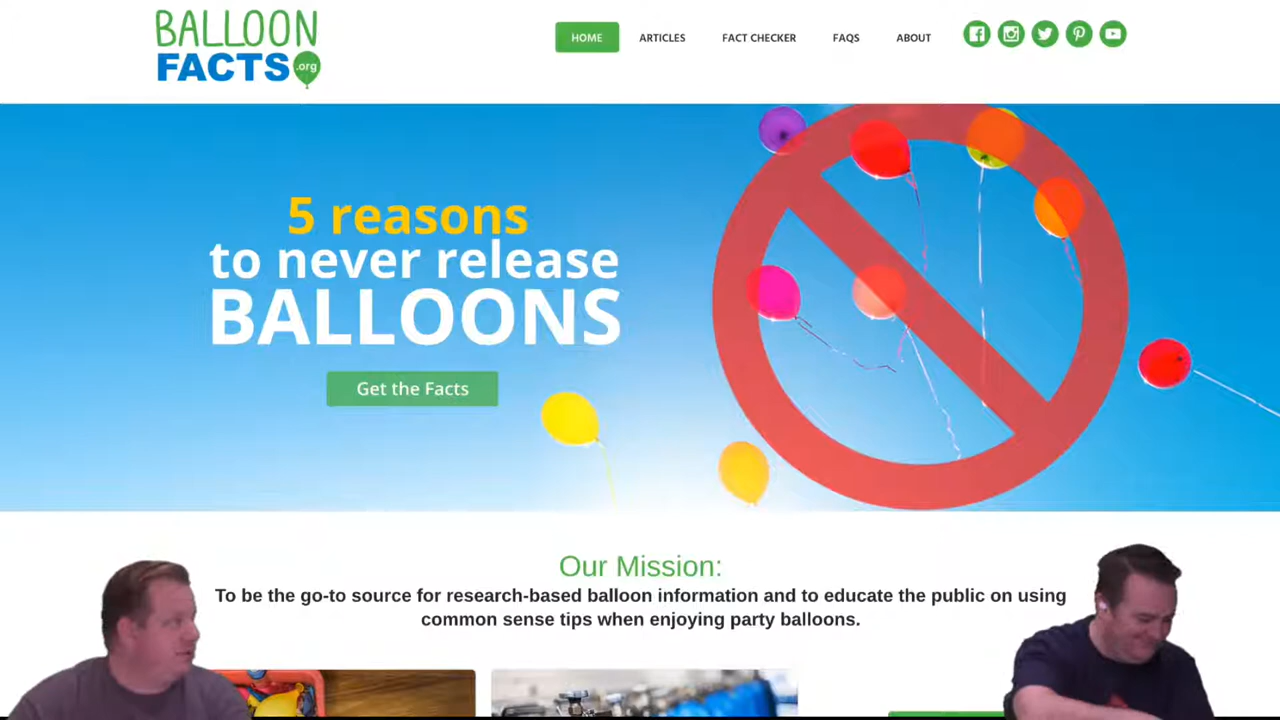 BALLOON
FACTS .org
HOME ARTICLES FACT CHECKER FAQS ABOUT
5 reasons
to never release
BALLOONS
Get the Facts
Our Mission:
To be the go-to source for research-based balloon information and to educate the public on using
common sense tips when enjoying party balloons.